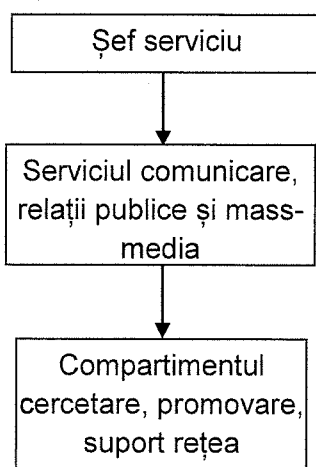 Șef serviciu
Serviciul comunicare,
relații publice și mass-
media
Compartimentul
cercetare, promovare,
suport rețea